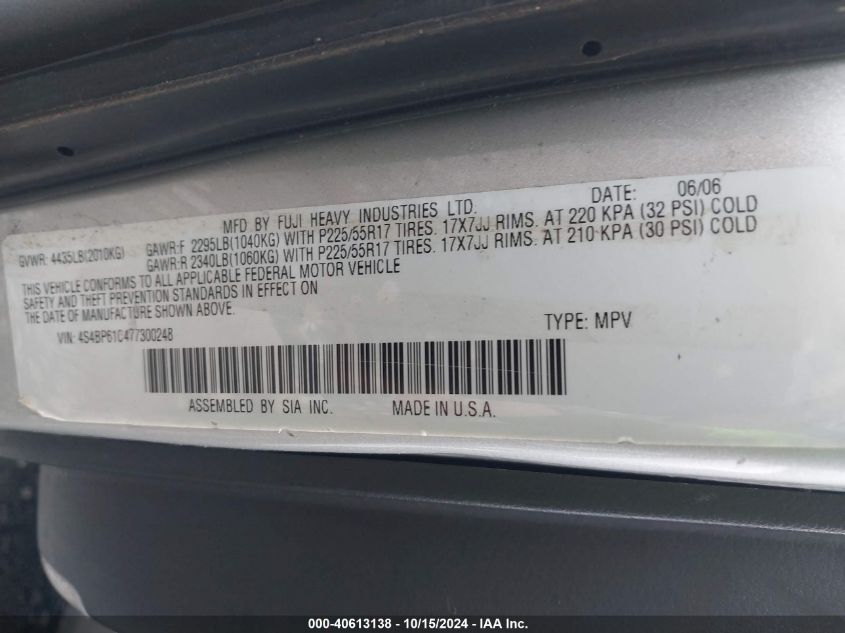 MFD BY FUJI HEAVY INDUSTRIES LTD. DATE: 06/06
GVWR: 4435LB(2010KG) GAWR:F 2295LB(1040KG) WITH P225/55R17 TIRES. 17X7JJ RIMS. AT 220 KPA (32 PSI) COLD
GAWR:R 2340LB(1060KG) WITH P225/55R17 TIRES. 17X7JJ RIMS. AT 210 KPA (30 PSI) COLD
THIS VEHICLE CONFORMS TO ALL APPLICABLE FEDERAL MOTOR VEHICLE
SAFETY AND THEFT PREVENTION STANDARDS IN EFFECT ON
THE DATE OF MANUFACTURE SHOWN ABOVE.
VIN: 4S4BP61C477300248 TYPE: MPV
ASSEMBLED BY SIA INC. MADE IN U.S.A.
000-40613138 - 10/15/2024 - IAA Inc.